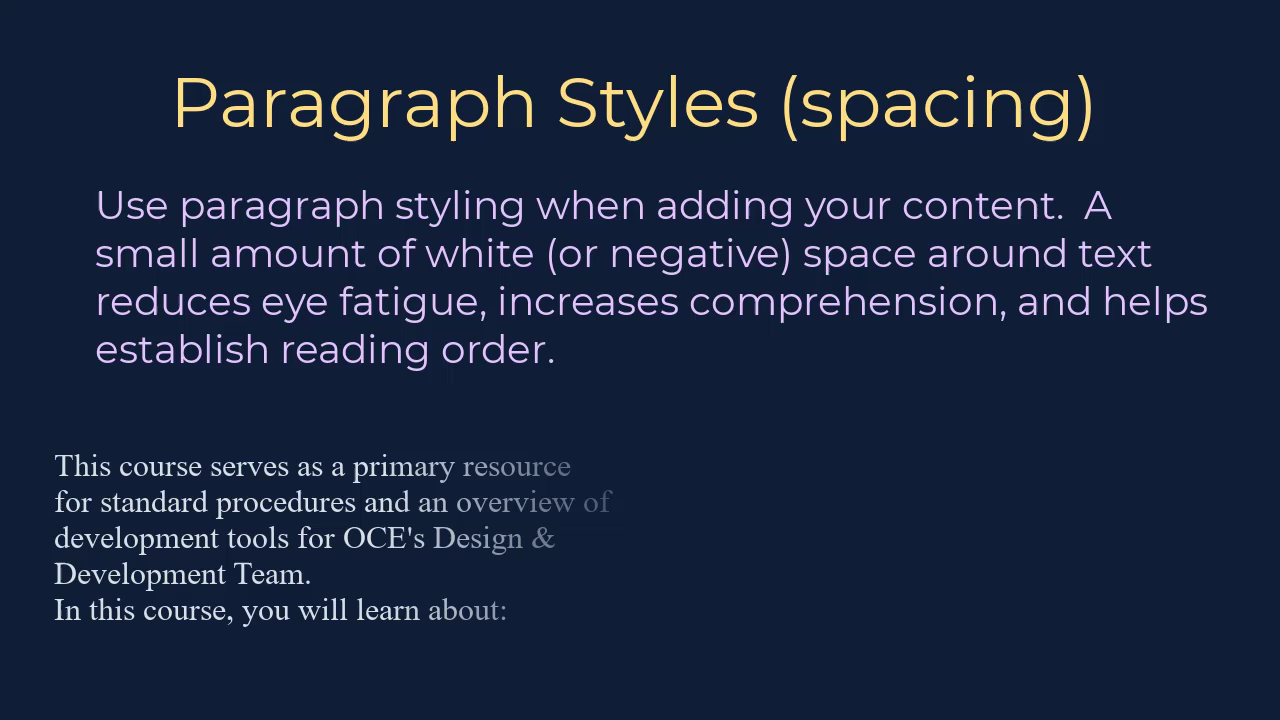 Paragraph Styles (spacing)
Use paragraph styling when adding your content.  A
small amount of white (or negative) space around text
reduces eye fatigue, increases comprehension, and helps
establish reading order.
This course serves as a primary resource
for standard procedures and an overview of
development tools for OCE's Design &
Development Team.
In this course, you will learn about: